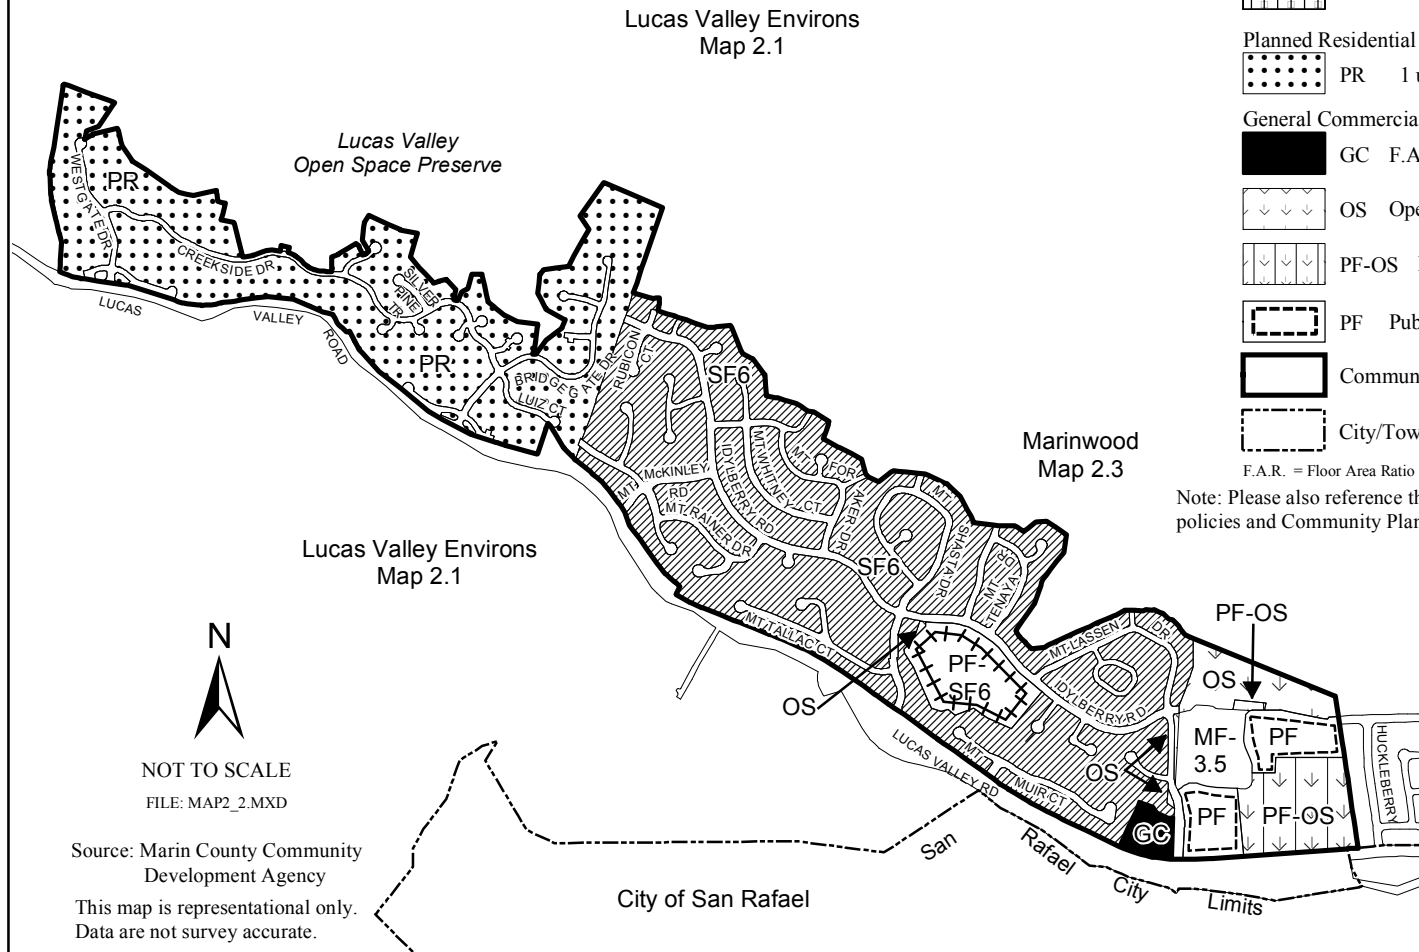 Lucas Valley Environs
Map 2.1
Planned Residential
PR 1 u
General Commercia
GC F.A
OS Ope
PF-OS
PF Pub
Commun
City/Tow
F.A.R. = Floor Area Ratio
Note: Please also reference th
policies and Community Plan
Lucas Valley
Open Space Preserve
PR
WESTGATE DR
CREEKSIDE DR
LUCAS
VALLEY
ROAD
SILVER
PINE
TR
PR
BRIDGEGATE DR
LUIZ CT
RUBICON
CT
SF6
Marinwood
Map 2.3
MT
McKINLEY
RD
MT RAINER DR
IDYLBERRY RD
MT WHITNEY CT
MT FOR
AKER DR
MT
SHASTA DR
MT
TENAYA
DR
SF6
Lucas Valley Environs
Map 2.1
MT TALLAC CT
PF-
SF6
OS
MT LASSEN
DR
IDYLBERRY RD
PF-OS
OS
MF-
3.5
PF
HUCKLEBERRY
OS
LUCAS VALLEY RD
MT
MUIR CT
GC
PF
PF-OS
N
NOT TO SCALE
FILE: MAP2_2.MXD
Source: Marin County Community
Development Agency
This map is representational only.
Data are not survey accurate.
City of San Rafael
San
Rafael
City
Limits